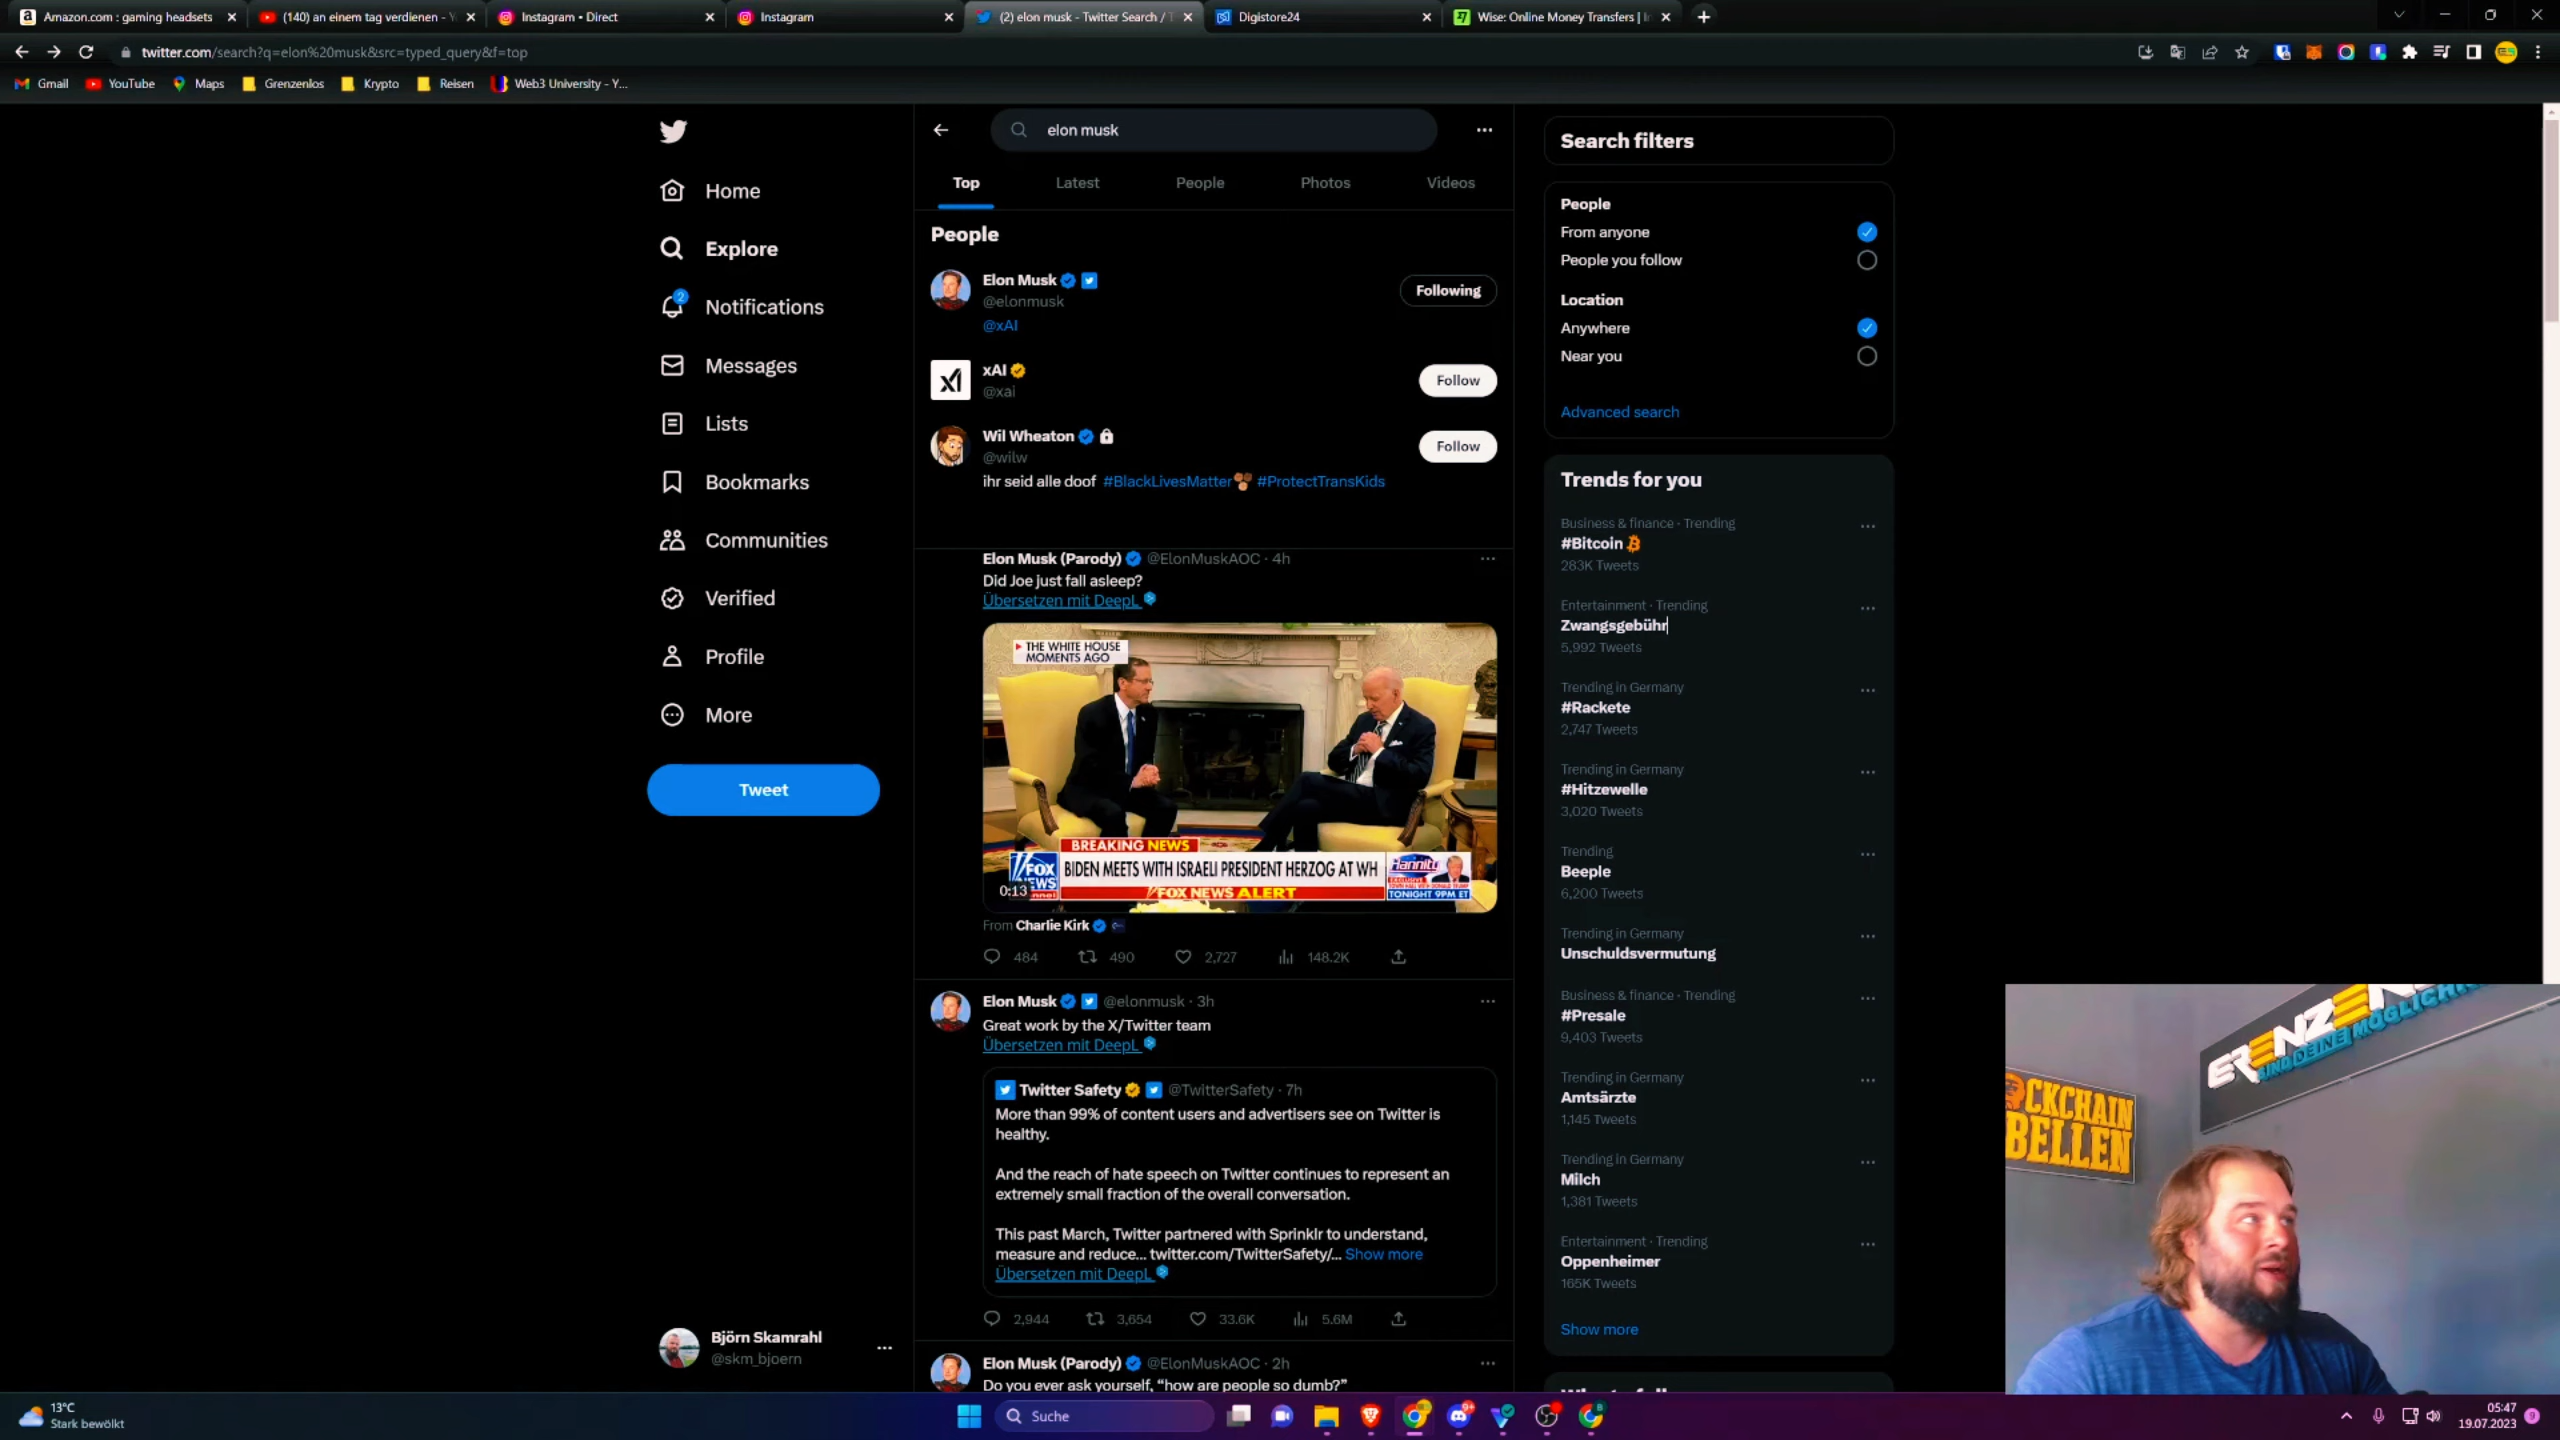 Amazon.com : gaming headsets
(140) an einem tag verdienen - Y
Instagram • Direct
Instagram
(2) elon musk - Twitter Search / T
Digistore24
Wise: Online Money Transfers | In
twitter.com/search?q=elon%20musk&src=typed_query&f=top
Gmail
YouTube
Maps
Grenzenlos
Krypto
Reisen
Web3 University - Y...
Home
Explore
2
Notifications
Messages
Lists
Bookmarks
Communities
Verified
Profile
More
Tweet
Björn Skamrahl
@skm_bjoern
elon musk
Top
Latest
People
Photos
Videos
People
Elon Musk
@elonmusk
@xAI
Following
xAI
@xai
Follow
Wil Wheaton
@wilw
ihr seid alle doof #BlackLivesMatter #ProtectTransKids
Follow
Elon Musk (Parody) @ElonMuskAOC · 4h
Did Joe just fall asleep?
Übersetzen mit DeepL
THE WHITE HOUSE
MOMENTS AGO
BREAKING NEWS
BIDEN MEETS WITH ISRAELI PRESIDENT HERZOG AT WH
FOX NEWS ALERT
FOX
NEWS
channel
0:13
Hannity
TONIGHT 9PM ET
From Charlie Kirk
484
490
2,727
148.2K
Elon Musk @elonmusk · 3h
Great work by the X/Twitter team
Übersetzen mit DeepL
Twitter Safety @TwitterSafety · 7h
More than 99% of content users and advertisers see on Twitter is
healthy.
And the reach of hate speech on Twitter continues to represent an
extremely small fraction of the overall conversation.
This past March, Twitter partnered with Sprinklr to understand,
measure and reduce... twitter.com/TwitterSafety/... Show more
Übersetzen mit DeepL
2,944
3,654
33.6K
5.6M
Elon Musk (Parody) @ElonMuskAOC · 2h
Do you ever ask yourself, “how are people so dumb?”
Search filters
People
From anyone
People you follow
Location
Anywhere
Near you
Advanced search
Trends for you
Business & finance · Trending
#Bitcoin
283K Tweets
Entertainment · Trending
Zwangsgebühr
5,992 Tweets
Trending in Germany
#Rackete
2,747 Tweets
Trending in Germany
#Hitzewelle
3,020 Tweets
Trending
Beeple
6,200 Tweets
Trending in Germany
Unschuldsvermutung
Business & finance · Trending
#Presale
9,403 Tweets
Trending in Germany
Amtsärzte
1,145 Tweets
Trending in Germany
Milch
1,381 Tweets
Entertainment · Trending
Oppenheimer
165K Tweets
Show more
CKCHAIN
BELLEN
13°C
Stark bewölkt
Suche
9+
05:47
19.07.2023
9